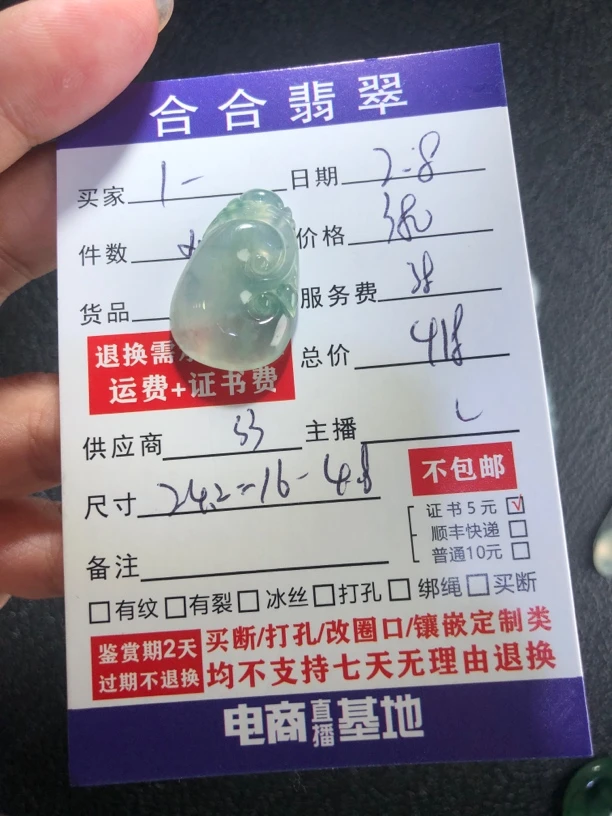 合合翡翠
买家 1- 日期 7-8
件数 价格 380
货品 服务费 38
退换需
运费+证书费
总价 418
供应商 53 主播
尺寸 24.2-16-4.8
不包邮
证书5元 ☑
顺丰快递 □
普通10元 □
备注
□有纹 □有裂 □冰丝 □打孔 □绑绳 □买断
鉴赏期2天
过期不退换
买断/打孔/改圈口/镶嵌定制类
均不支持七天无理由退换
电商直播基地